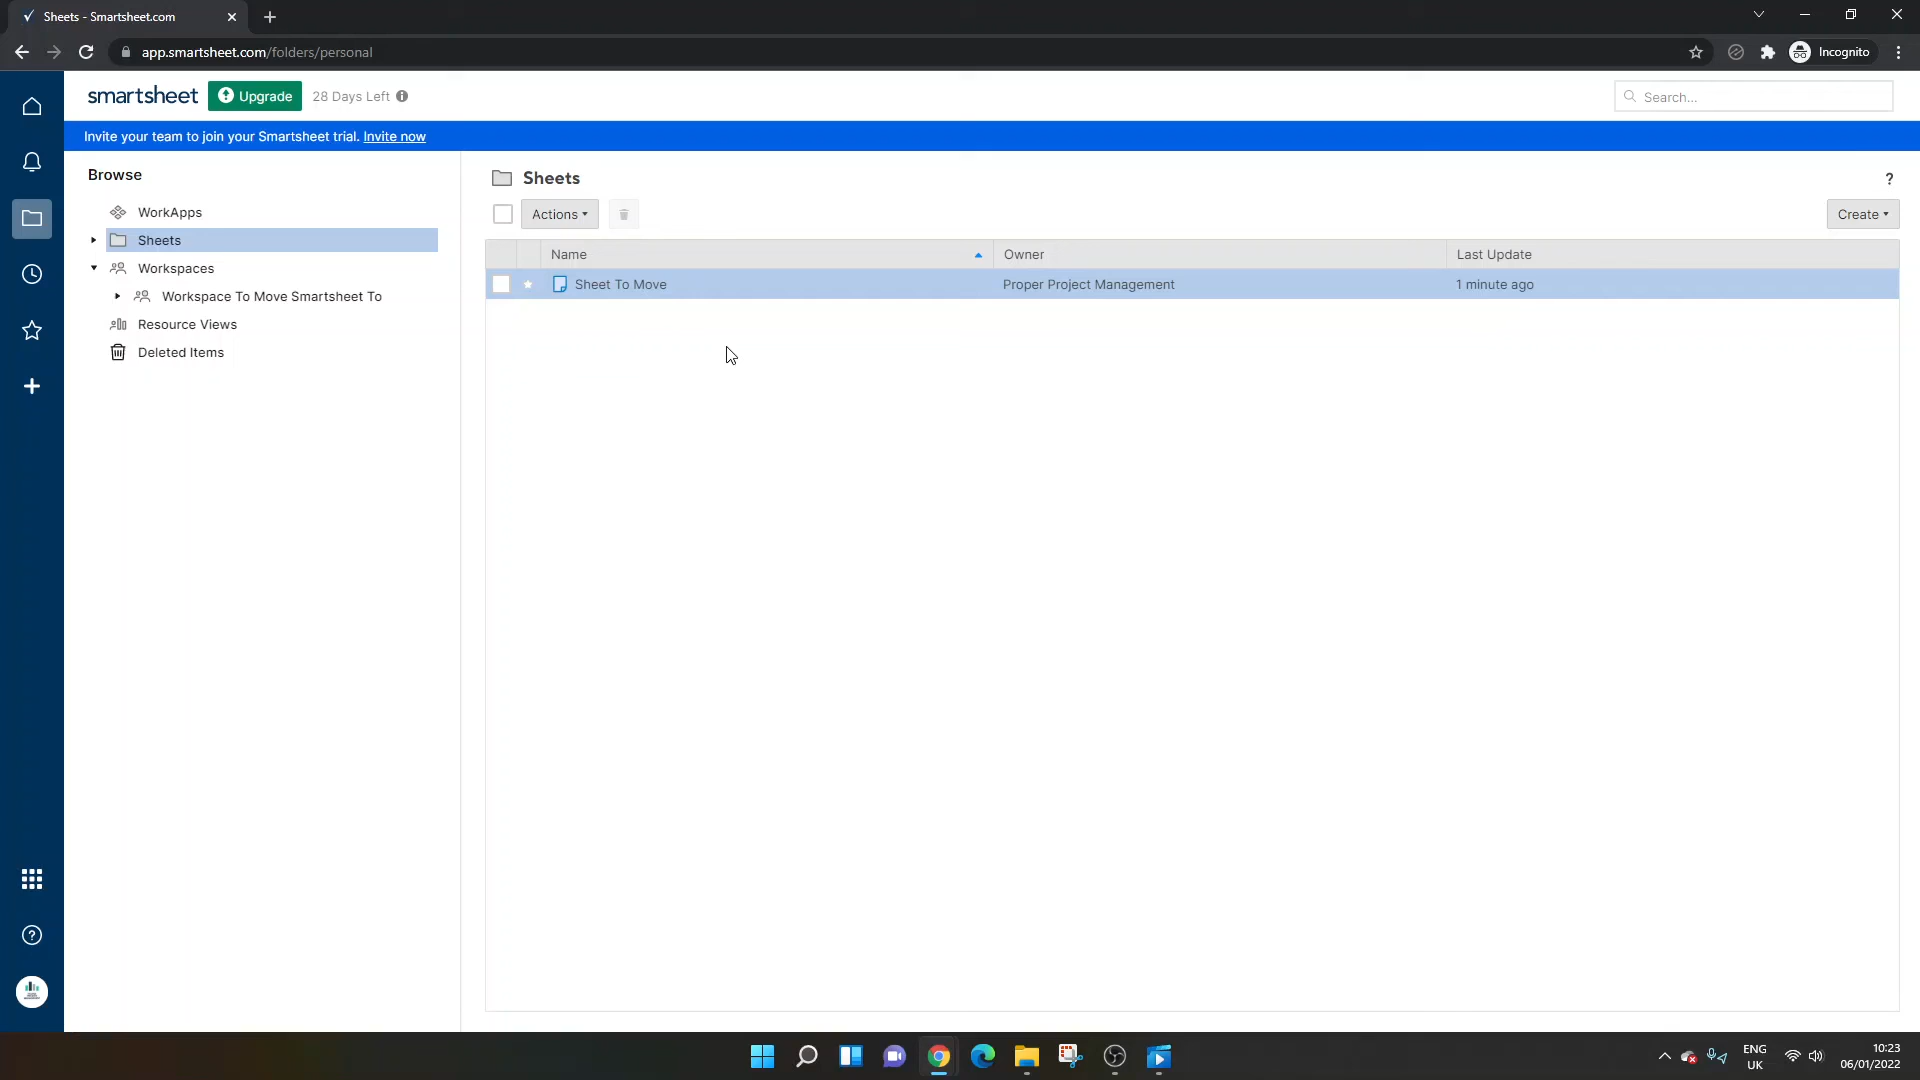 Sheets - Smartsheet.com
app.smartsheet.com/folders/personal
Incognito
smartsheet Upgrade 28 Days Left
Search...
Invite your team to join your Smartsheet trial. Invite now
Browse
WorkApps
Sheets
Workspaces
Workspace To Move Smartsheet To
Resource Views
Deleted Items
Sheets
?
Actions
Create
Name Owner Last Update
Sheet To Move Proper Project Management 1 minute ago
ENG
UK
10:23
06/01/2022